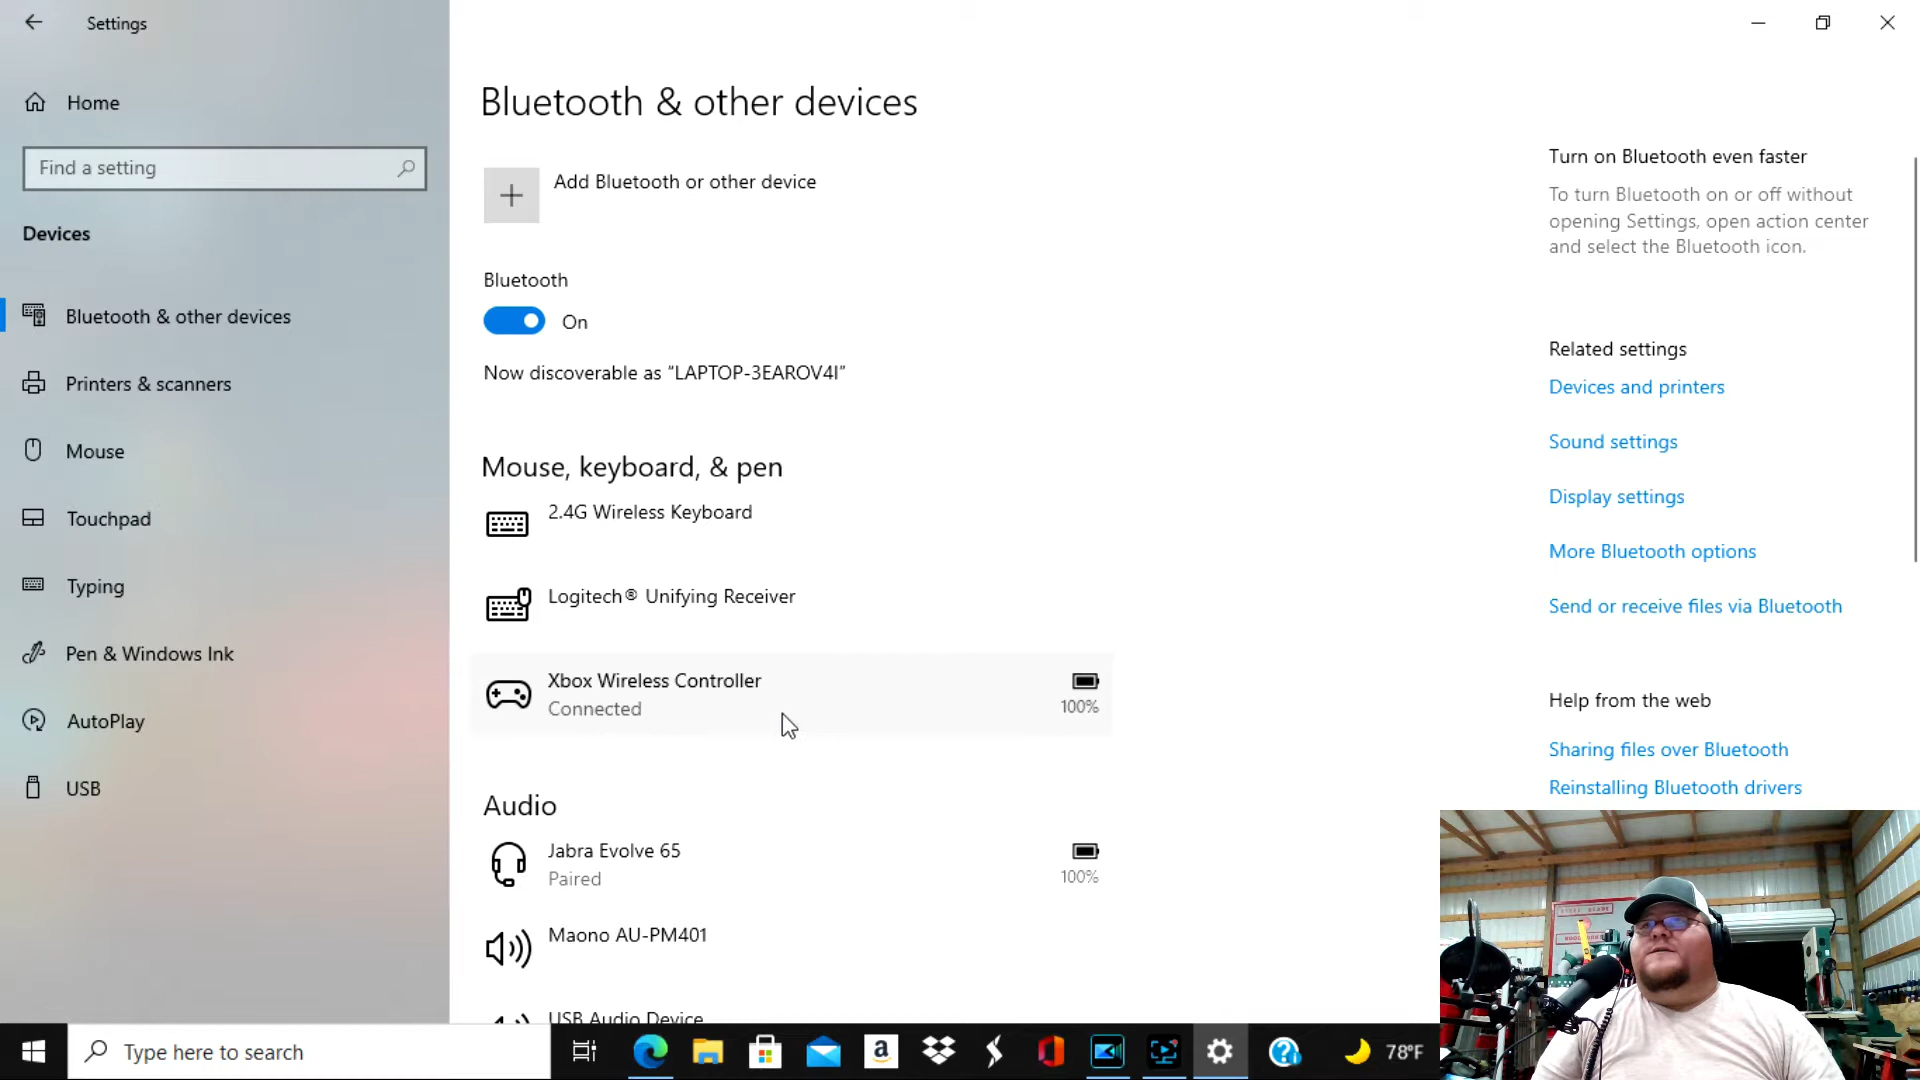 Settings
Home
Find a setting
Devices
Bluetooth & other devices
Printers & scanners
Mouse
Touchpad
Typing
Pen & Windows Ink
AutoPlay
USB
Bluetooth & other devices
Add Bluetooth or other device
Bluetooth
On
Now discoverable as “LAPTOP-3EAROV4I”
Mouse, keyboard, & pen
2.4G Wireless Keyboard
Logitech® Unifying Receiver
Xbox Wireless Controller
Connected
100%
Audio
Jabra Evolve 65
Paired
100%
Maono AU-PM401
USB Audio Device
Turn on Bluetooth even faster
To turn Bluetooth on or off without
opening Settings, open action center
and select the Bluetooth icon.
Related settings
Devices and printers
Sound settings
Display settings
More Bluetooth options
Send or receive files via Bluetooth
Help from the web
Sharing files over Bluetooth
Reinstalling Bluetooth drivers
Type here to search
a
78°F